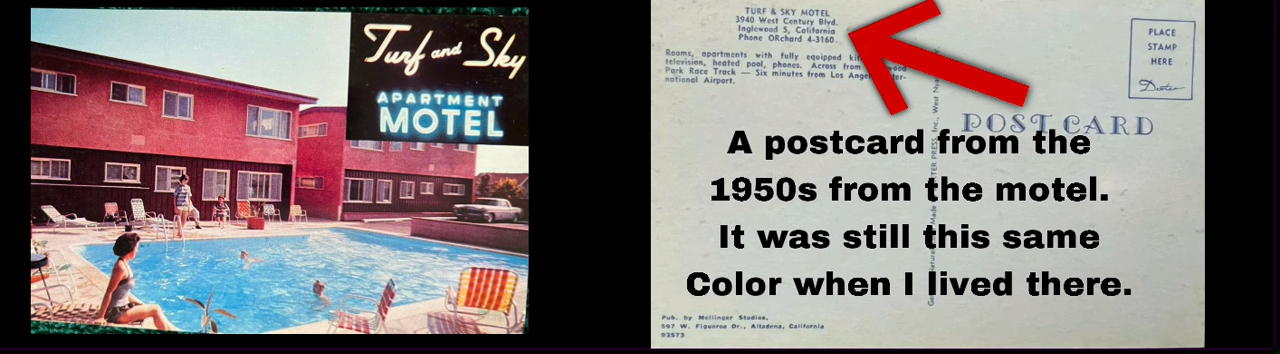 Turf and Sky
APARTMENT
MOTEL
TURF & SKY MOTEL
3940 West Century Blvd.
Inglewood 5, California
Phone ORchard 4-3160
Rooms, apartments with fully equipped
television, heated pool, phones. Across from
Park Race Track — Six minutes from Los
national Airport.
PLACE
STAMP
HERE
Dexter
POST CARD
A postcard from the
1950s from the motel.
It was still this same
Color when I lived there.
Pub. by Mellinger Studios,
597 W. Figueroa Dr., Altadena, California
93573